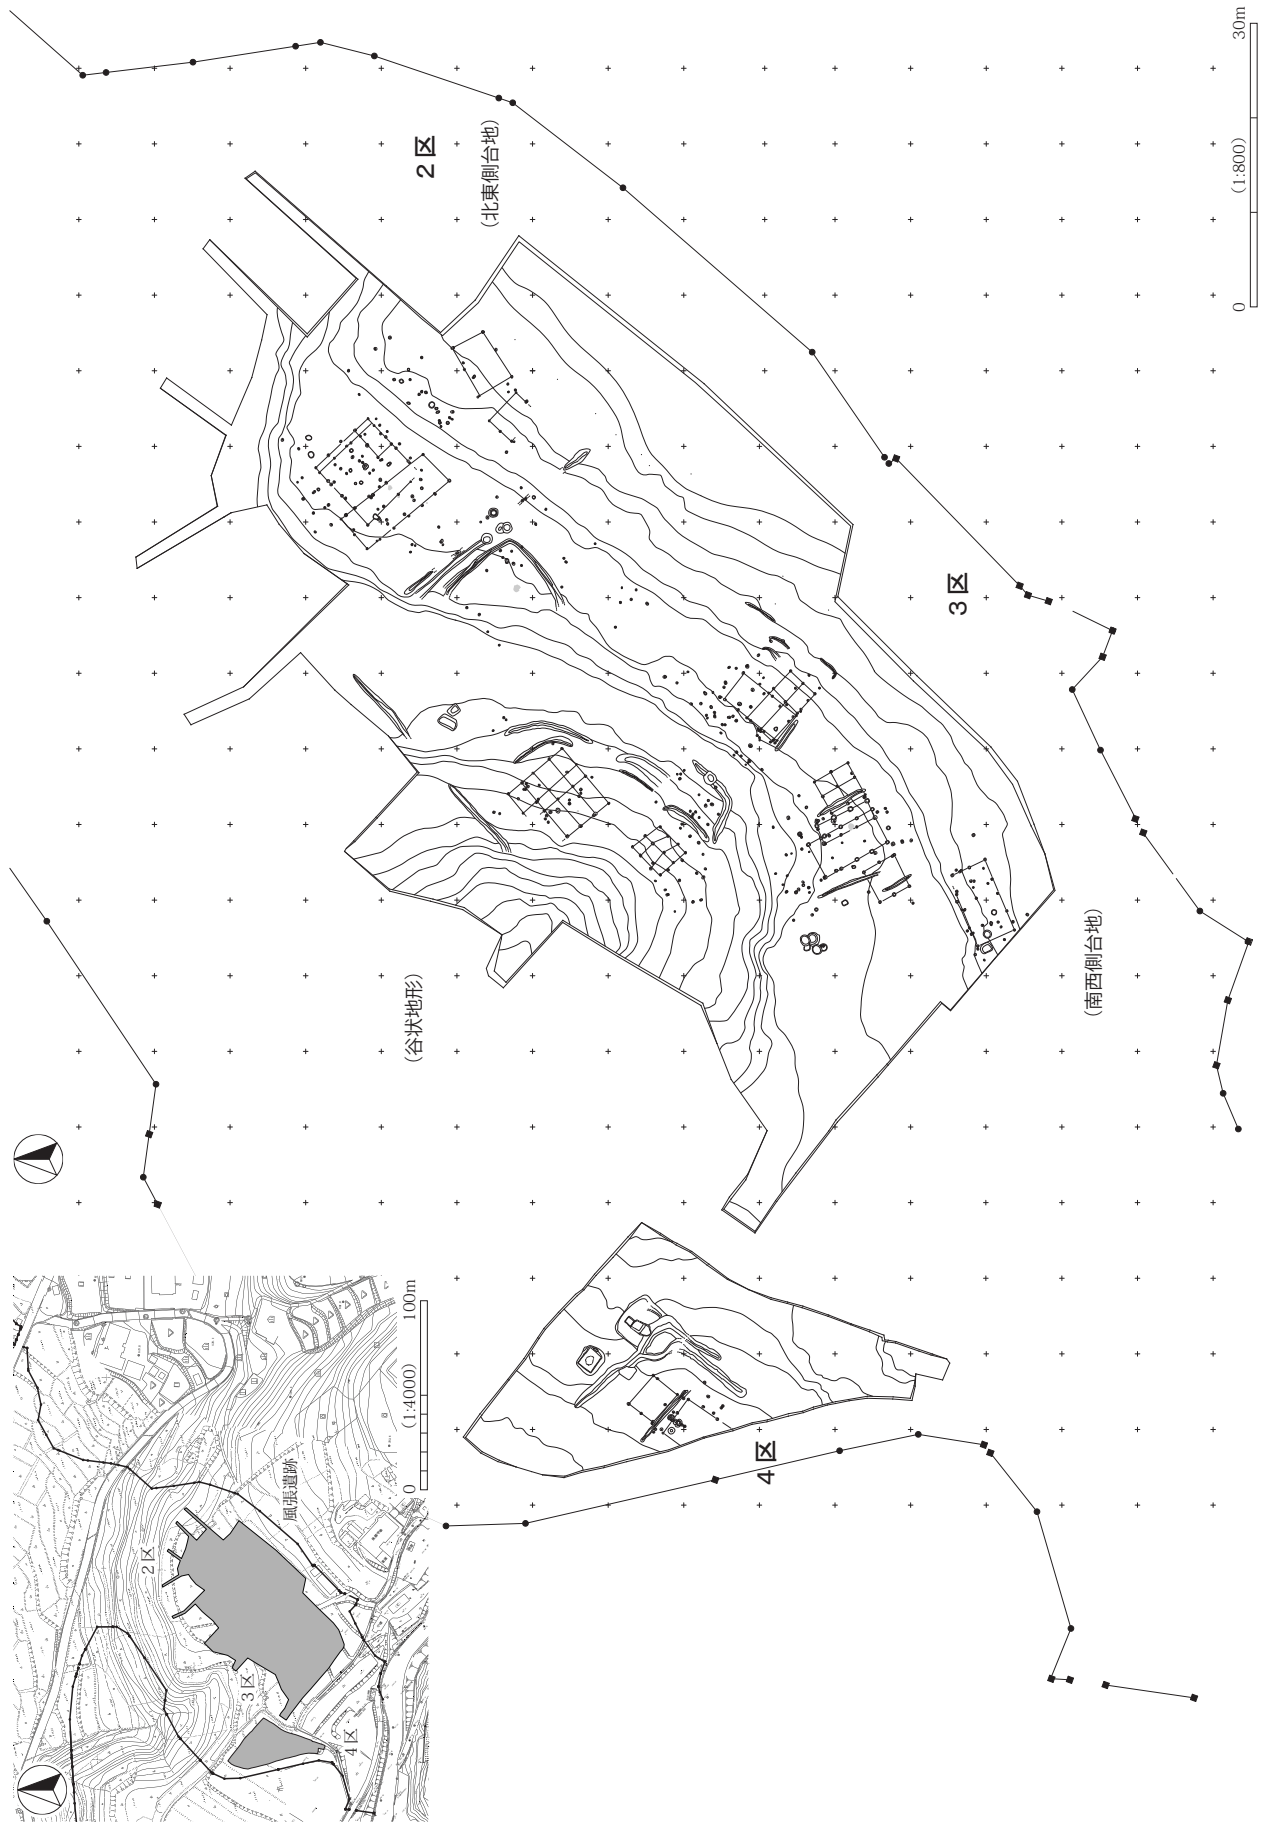 2区
(北東側台地)
3区
(南西側台地)
(谷状地形)
4区
0
(1:800)
30m
風張遺跡
2区
3区
4区
0
(1:4000)
100m